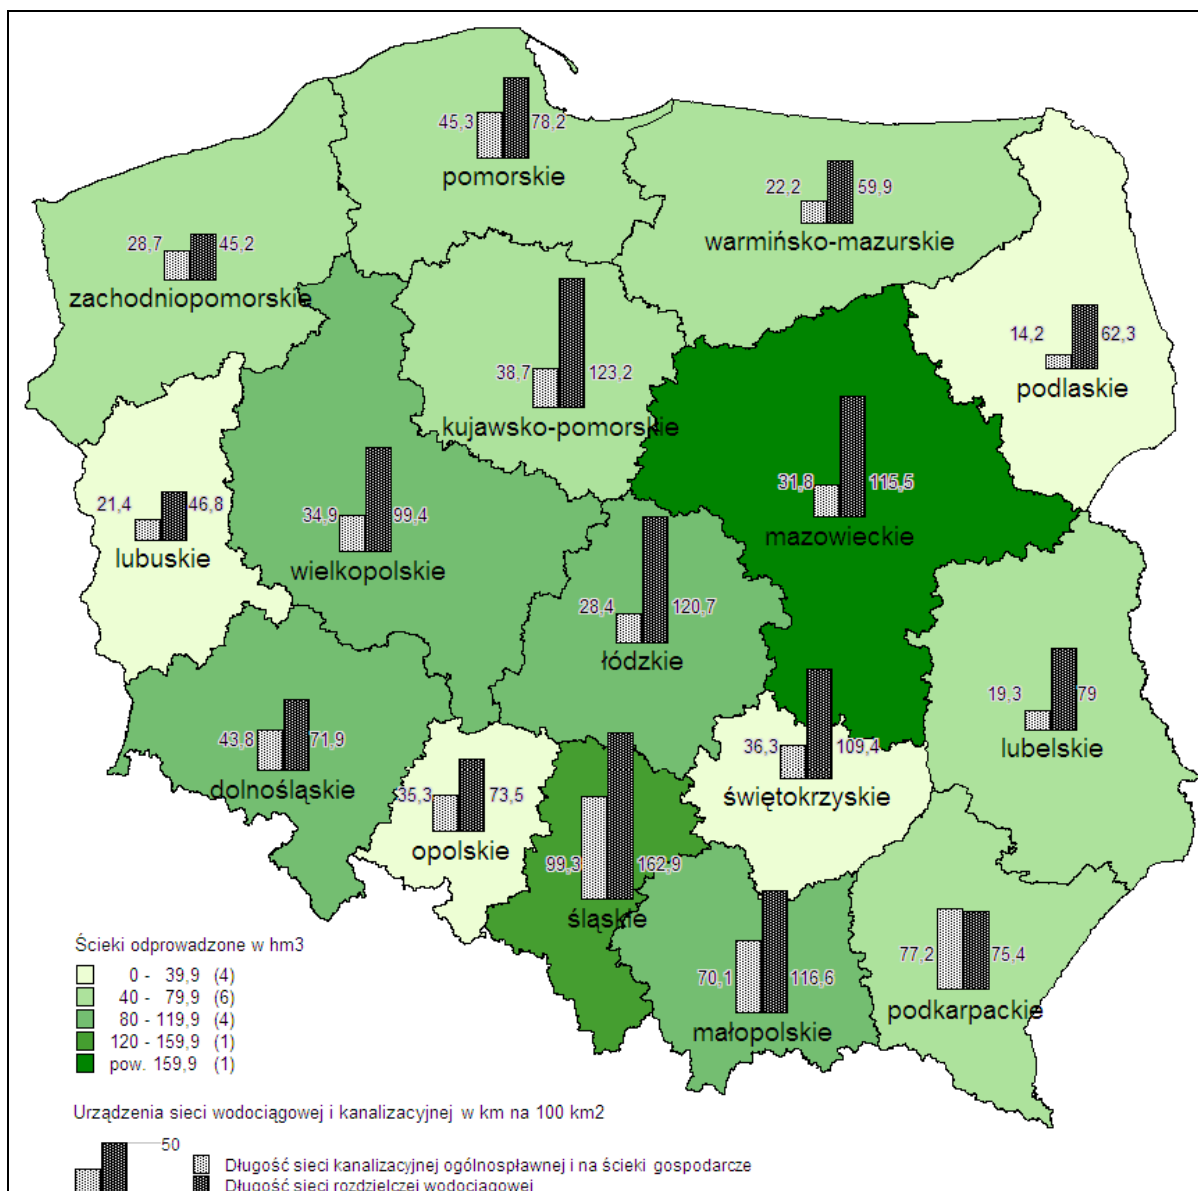 45,3 78,2
pomorskie
22,2 59,9
warmińsko-mazurskie
28,7 45,2
zachodniopomorskie
14,2 62,3
podlaskie
38,7 123,2
kujawsko-pomorskie
31,8 115,5
mazowieckie
21,4 46,8
lubuskie
34,9 99,4
wielkopolskie
28,4 120,7
łódzkie
19,3 79
lubelskie
43,8 71,9
dolnośląskie
36,3 109,4
świętokrzyskie
35,3 73,5
opolskie
99,3 162,9
śląskie
77,2 75,4
podkarpackie
70,1 116,6
małopolskie
Ścieki odprowadzone w hm3
0 - 39,9 (4)
40 - 79,9 (6)
80 - 119,9 (4)
120 - 159,9 (1)
pow. 159,9 (1)
Urządzenia sieci wodociągowej i kanalizacyjnej w km na 100 km2
50
Długość sieci kanalizacyjnej ogólnospławnej i na ścieki gospodarcze
Długość sieci rozdzielczej wodociągowej